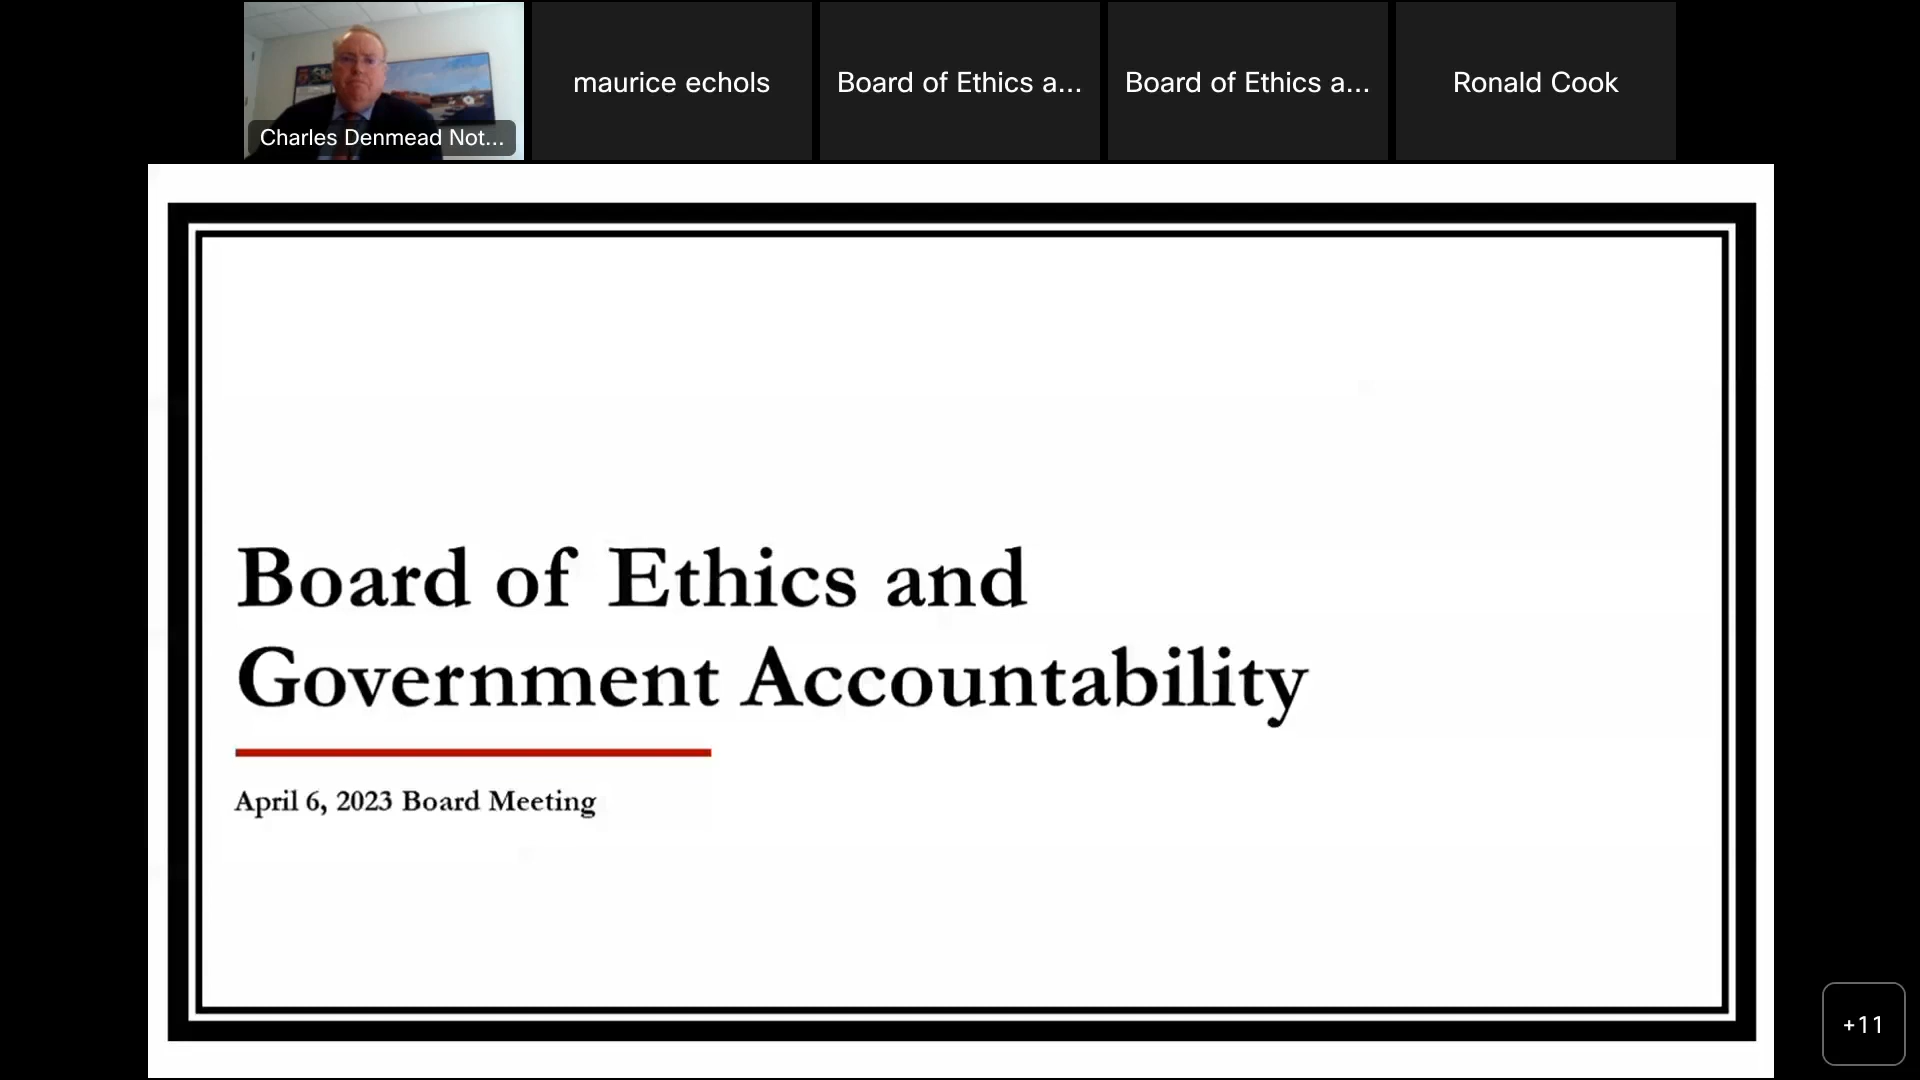 Charles Denmead Not...
maurice echols
Board of Ethics a...
Board of Ethics a...
Ronald Cook
Board of Ethics and
Government Accountability
April 6, 2023 Board Meeting
+11